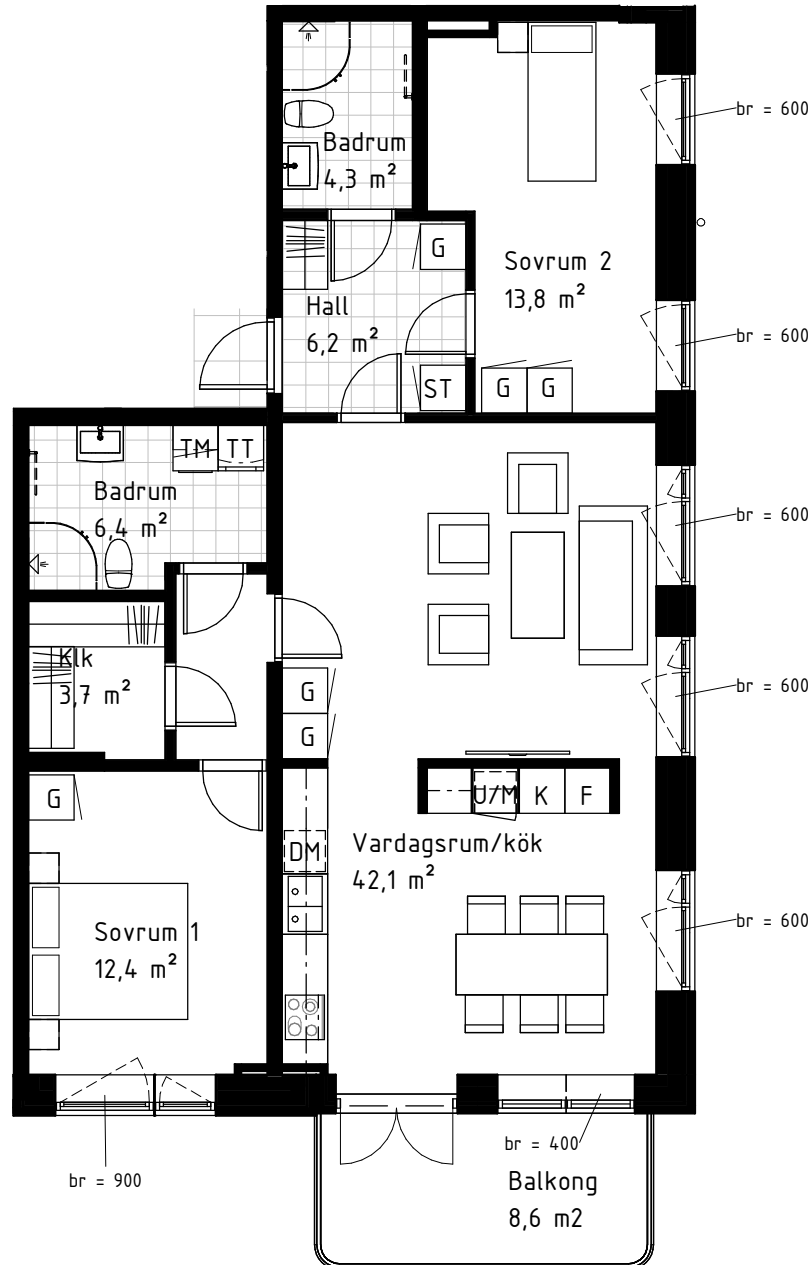 br = 600
Badrum
4,3 m²
G
Sovrum 2
13,8 m²
Hall
6,2 m²
br = 600
ST
G
G
TM
TT
Badrum
6,4 m²
br = 600
Klk
3,7 m²
G
G
br = 600
G
U/M
K
F
DM
Vardagsrum/kök
42,1 m²
Sovrum 1
12,4 m²
br = 600
br = 400
br = 900
Balkong
8,6 m2